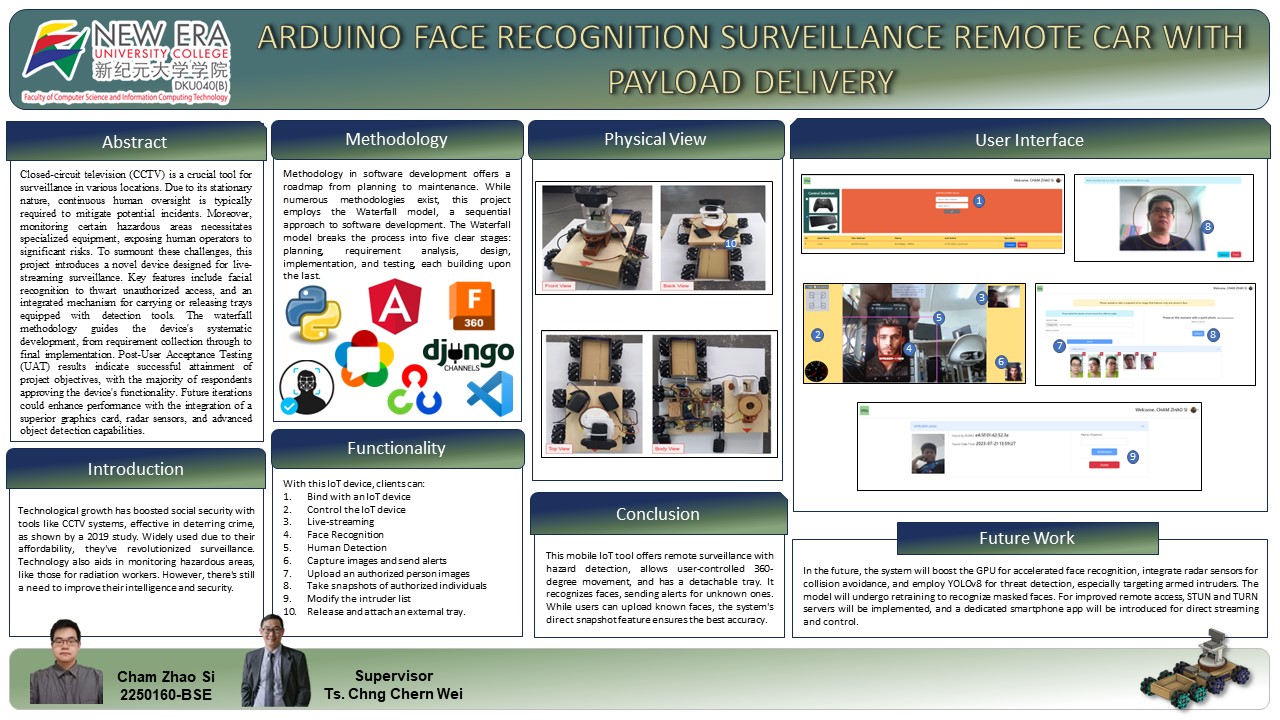 NEW ERA
UNIVERSITY COLLEGE
新纪元大学学院
DKU040(B)
Faculty of Computer Science and Information Computing Technology
ARDUINO FACE RECOGNITION SURVEILLANCE REMOTE CAR WITH
PAYLOAD DELIVERY
Abstract
Closed-circuit television (CCTV) is a crucial tool for
surveillance in various locations. Due to its stationary
nature, continuous human oversight is typically
required to mitigate potential incidents. Moreover,
monitoring certain hazardous areas necessitates
specialized equipment, exposing human operators to
significant risks. To surmount these challenges, this
project introduces a novel device designed for live-
streaming surveillance. Key features include facial
recognition to thwart unauthorized access, and an
integrated mechanism for carrying or releasing trays
equipped with detection tools. The waterfall
methodology guides the device's systematic
development, from requirement collection through to
final implementation. Post-User Acceptance Testing
(UAT) results indicate successful attainment of
project objectives, with the majority of respondents
approving the device's functionality. Future iterations
could enhance performance with the integration of a
superior graphics card, radar sensors, and advanced
object detection capabilities.
Introduction
Technological growth has boosted social security with
tools like CCTV systems, effective in deterring crime,
as shown by a 2019 study. Widely used due to their
affordability, they've revolutionized surveillance.
Technology also aids in monitoring hazardous areas,
like those for radiation workers. However, there's still
a need to improve their intelligence and security.
Methodology
Methodology in software development offers a
roadmap from planning to maintenance. While
numerous methodologies exist, this project
employs the Waterfall model, a sequential
approach to software development. The Waterfall
model breaks the process into five clear stages:
planning, requirement analysis, design,
implementation, and testing, each building upon
the last.
A
F
360
django
CHANNELS
Functionality
With this IoT device, clients can:
1. Bind with an IoT device
2. Control the IoT device
3. Live-streaming
4. Face Recognition
5. Human Detection
6. Capture images and send alerts
7. Upload an authorized person images
8. Take snapshots of authorized individuals
9. Modify the intruder list
10. Release and attach an external tray.
Physical View
10
Front View
Back View
Top View
Body View
Conclusion
This mobile IoT tool offers remote surveillance with
hazard detection, allows user-controlled 360-
degree movement, and has a detachable tray. It
recognizes faces, sending alerts for unknown ones.
While users can upload known faces, the system's
direct snapshot feature ensures the best accuracy.
User Interface
Welcome, CHAM ZHAO SI
Control Selection
1
8
2
3
4
5
6
7
8
Welcome, CHAM ZHAO SI
9
Future Work
In the future, the system will boost the GPU for accelerated face recognition, integrate radar sensors for
collision avoidance, and employ YOLOv8 for threat detection, especially targeting armed intruders. The
model will undergo retraining to recognize masked faces. For improved remote access, STUN and TURN
servers will be implemented, and a dedicated smartphone app will be introduced for direct streaming
and control.
Cham Zhao Si
2250160-BSE
Supervisor
Ts. Chng Chern Wei